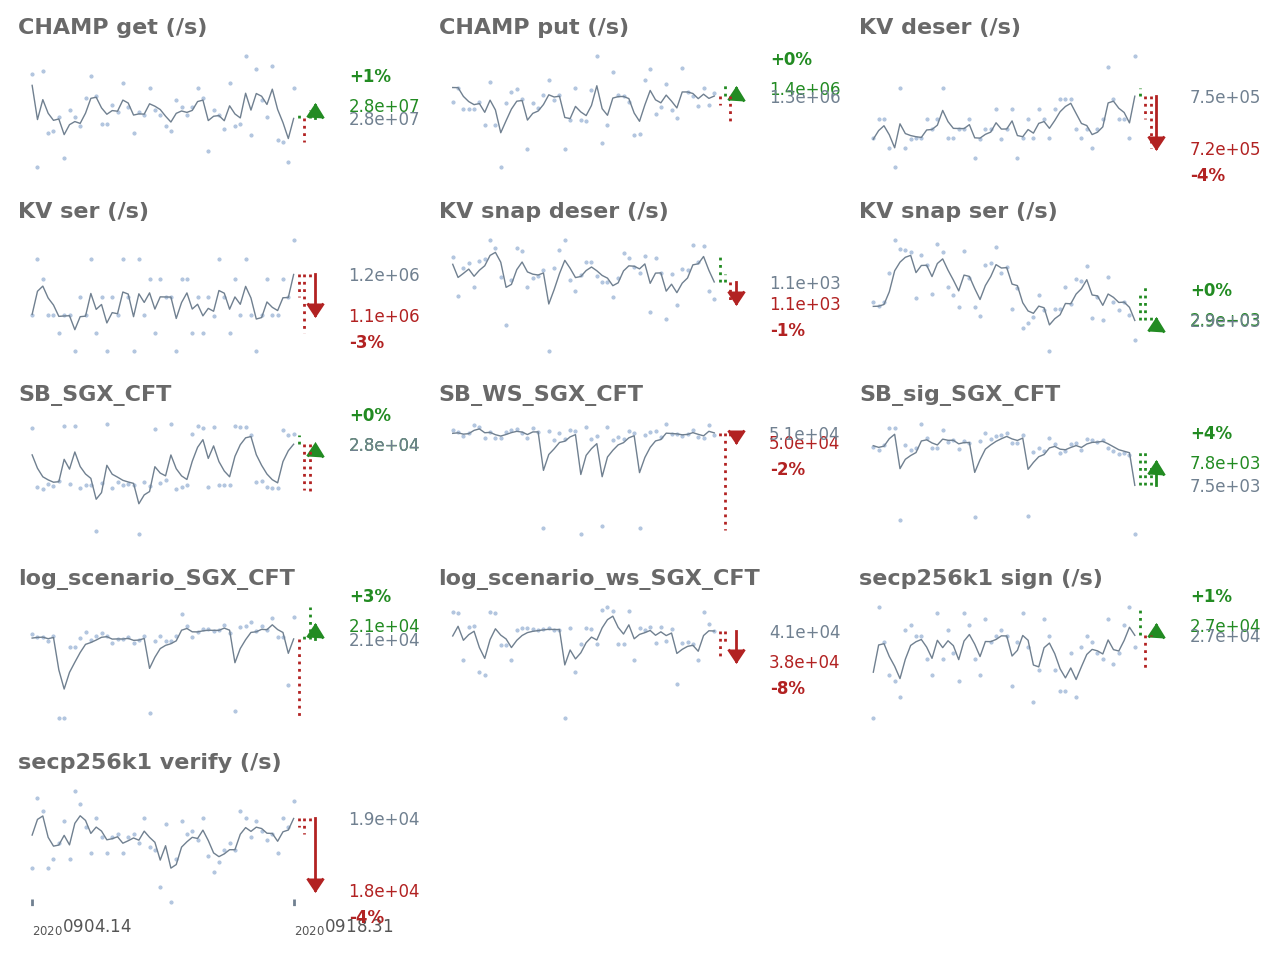 CHAMP get (/s)
+1%
2.8e+07
2.8e+07
CHAMP put (/s)
+0%
1.4e+06
1.3e+06
KV deser (/s)
7.5e+05
7.2e+05
-4%
KV ser (/s)
1.2e+06
1.1e+06
-3%
KV snap deser (/s)
1.1e+03
1.1e+03
-1%
KV snap ser (/s)
+0%
2.9e+03
SB_SGX_CFT
+0%
2.8e+04
SB_WS_SGX_CFT
5.1e+04
5.0e+04
-2%
SB_sig_SGX_CFT
+4%
7.8e+03
7.5e+03
log_scenario_SGX_CFT
+3%
2.1e+04
2.1e+04
log_scenario_ws_SGX_CFT
4.1e+04
3.8e+04
-8%
secp256k1 sign (/s)
+1%
2.7e+04
2.7e+04
secp256k1 verify (/s)
1.9e+04
1.8e+04
-4%
20200904.14
20200918.31